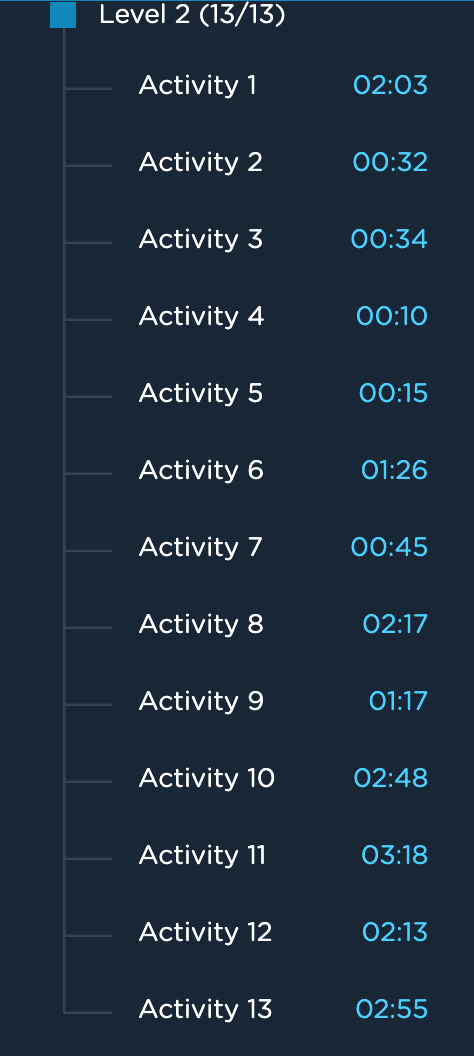 Level 2 (13/13)
Activity 1 02:03
Activity 2 00:32
Activity 3 00:34
Activity 4 00:10
Activity 5 00:15
Activity 6 01:26
Activity 7 00:45
Activity 8 02:17
Activity 9 01:17
Activity 10 02:48
Activity 11 03:18
Activity 12 02:13
Activity 13 02:55